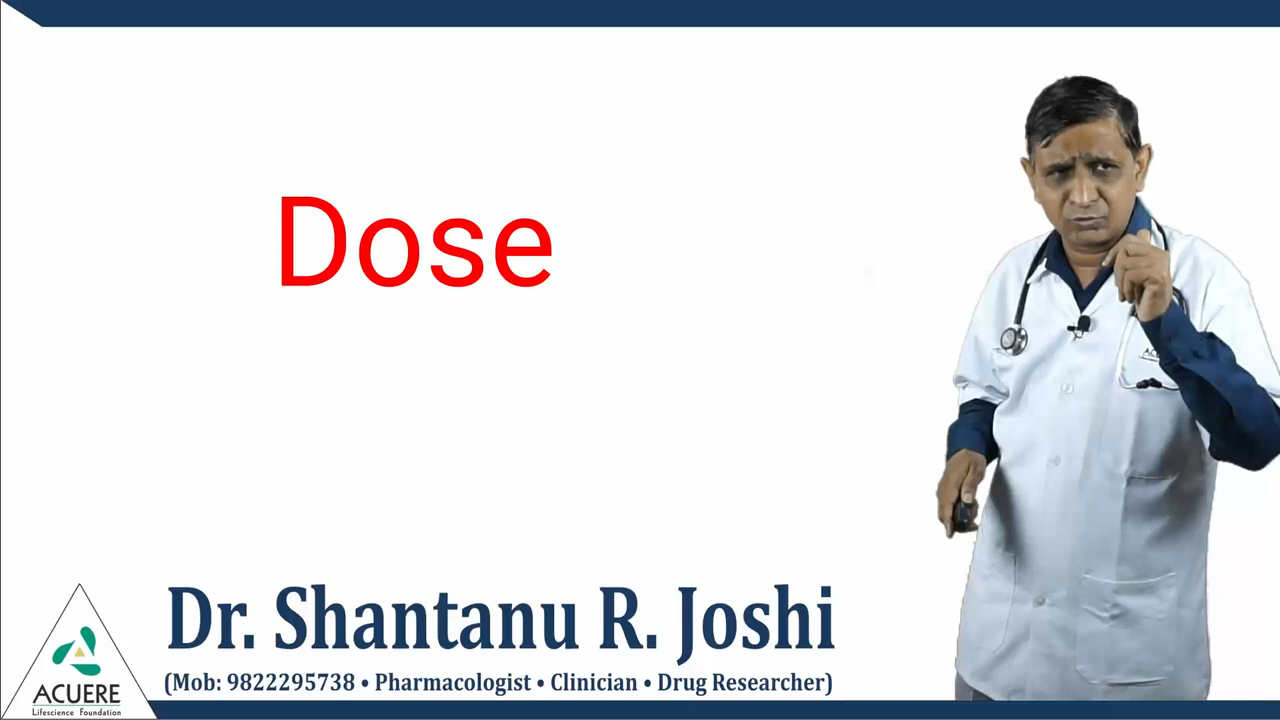 Dose
Dr. Shantanu R. Joshi
(Mob: 9822295738 • Pharmacologist • Clinician • Drug Researcher)
ACUERE
Lifescience Foundation